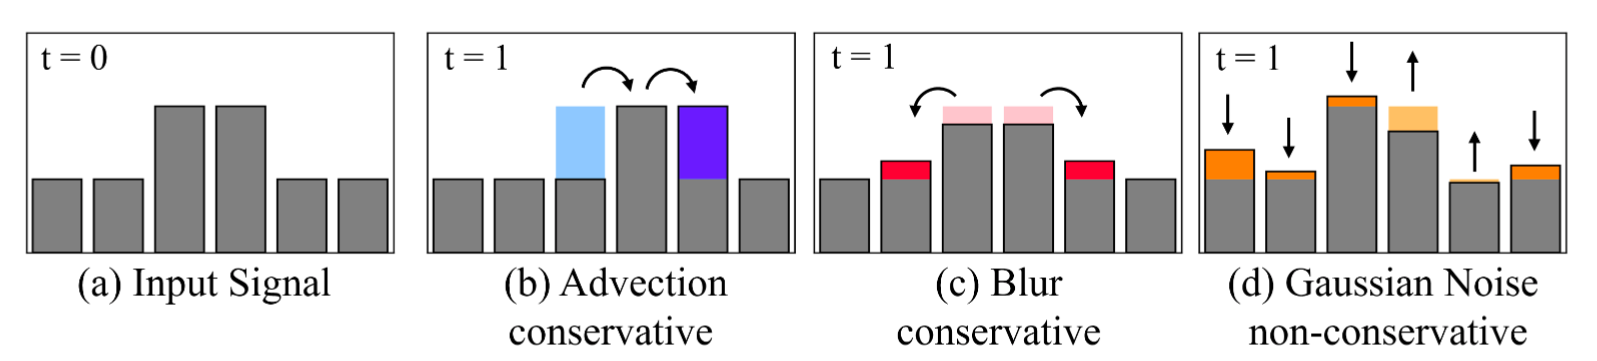 t = 0
t = 1
t = 1
t = 1
(a) Input Signal
(b) Advection
conservative
(c) Blur
conservative
(d) Gaussian Noise
non-conservative